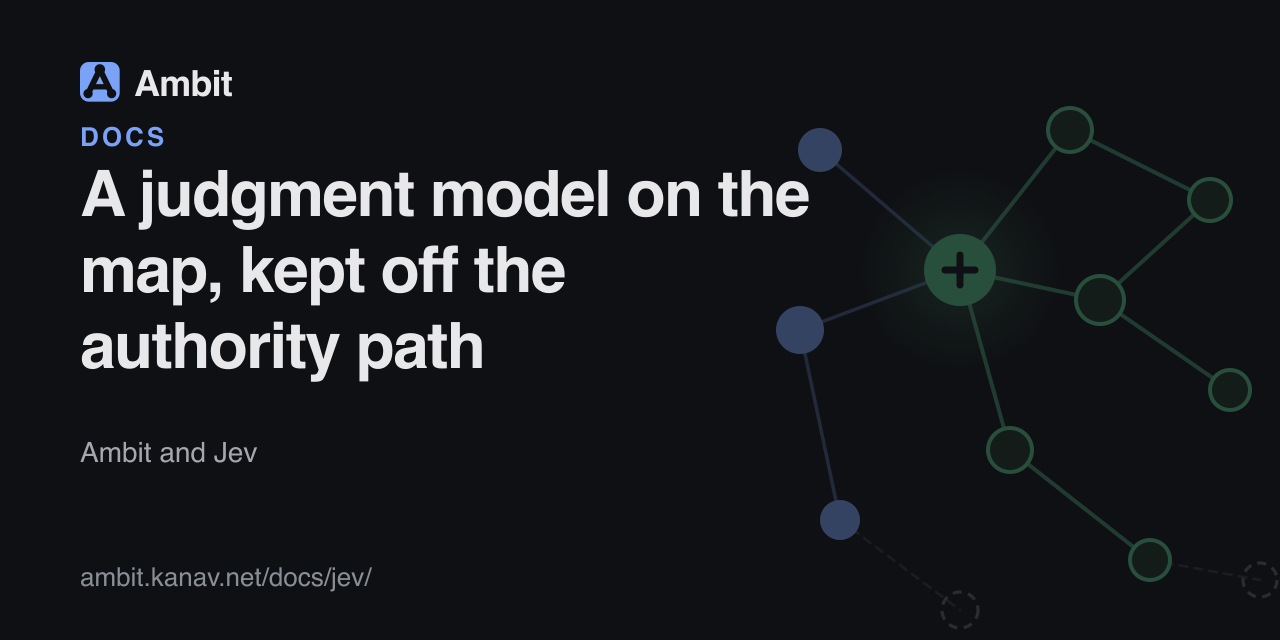 Ambit
DOCS
A judgment model on the
map, kept off the
authority path
Ambit and Jev
ambit.kanav.net/docs/jev/